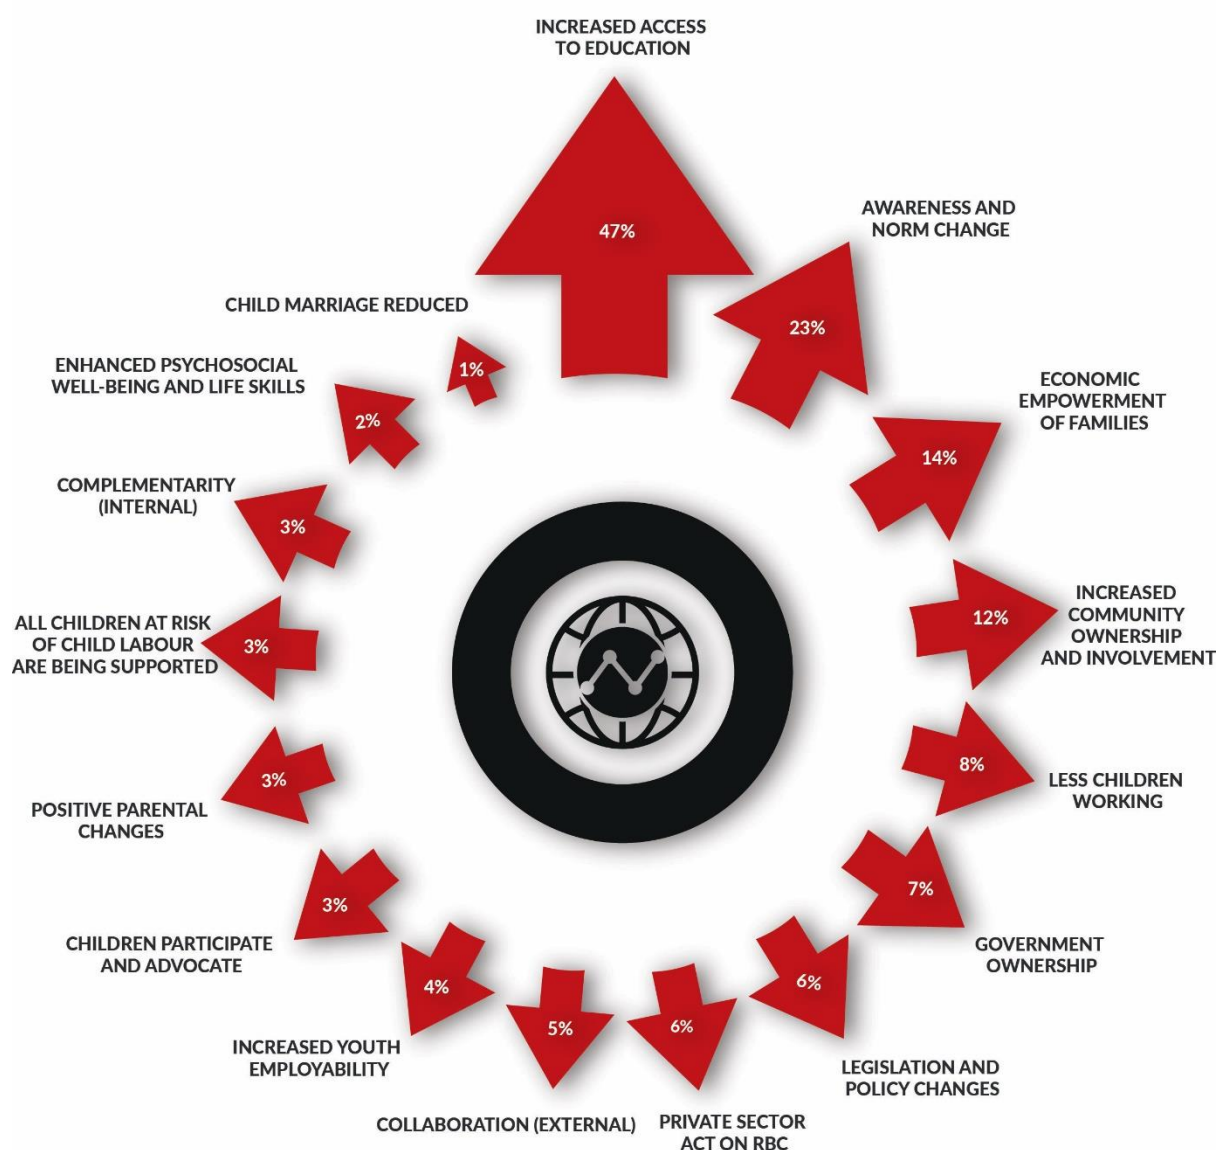 INCREASED ACCESS
TO EDUCATION
47%
AWARENESS AND
NORM CHANGE
23%
ECONOMIC
EMPOWERMENT
OF FAMILIES
14%
INCREASED
COMMUNITY
OWNERSHIP
AND INVOLVEMENT
12%
LESS CHILDREN
WORKING
8%
GOVERNMENT
OWNERSHIP
7%
LEGISLATION AND
POLICY CHANGES
6%
PRIVATE SECTOR
ACT ON RBC
6%
COLLABORATION (EXTERNAL)
5%
INCREASED YOUTH
EMPLOYABILITY
4%
CHILDREN PARTICIPATE
AND ADVOCATE
3%
POSITIVE PARENTAL
CHANGES
3%
ALL CHILDREN AT RISK
OF CHILD LABOUR
ARE BEING SUPPORTED
3%
COMPLEMENTARITY
(INTERNAL)
3%
ENHANCED PSYCHOSOCIAL
WELL-BEING AND LIFE SKILLS
2%
CHILD MARRIAGE REDUCED
1%